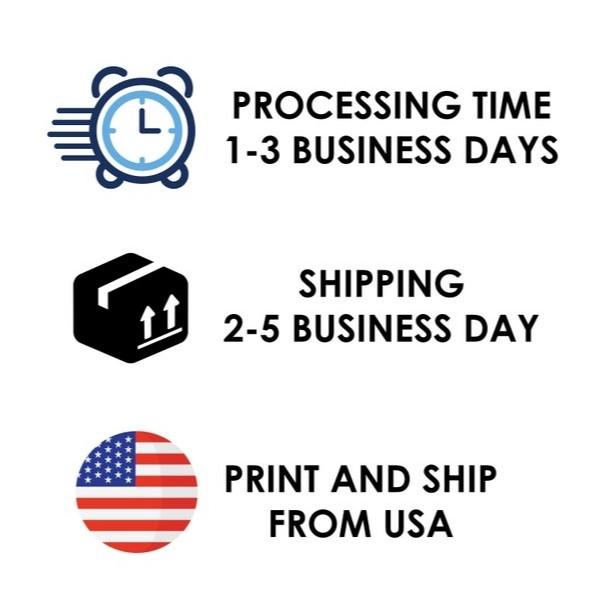 PROCESSING TIME
1-3 BUSINESS DAYS
SHIPPING
2-5 BUSINESS DAY
PRINT AND SHIP
FROM USA